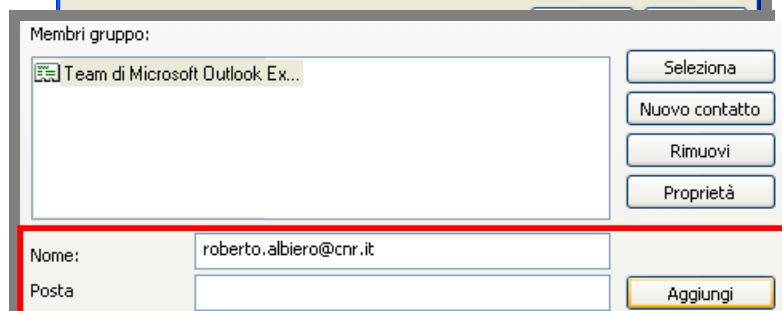 Membri gruppo:
Team di Microsoft Outlook Ex...
Seleziona
Nuovo contatto
Rimuovi
Proprietà
Nome:
roberto.albiero@cnr.it
Posta
Aggiungi